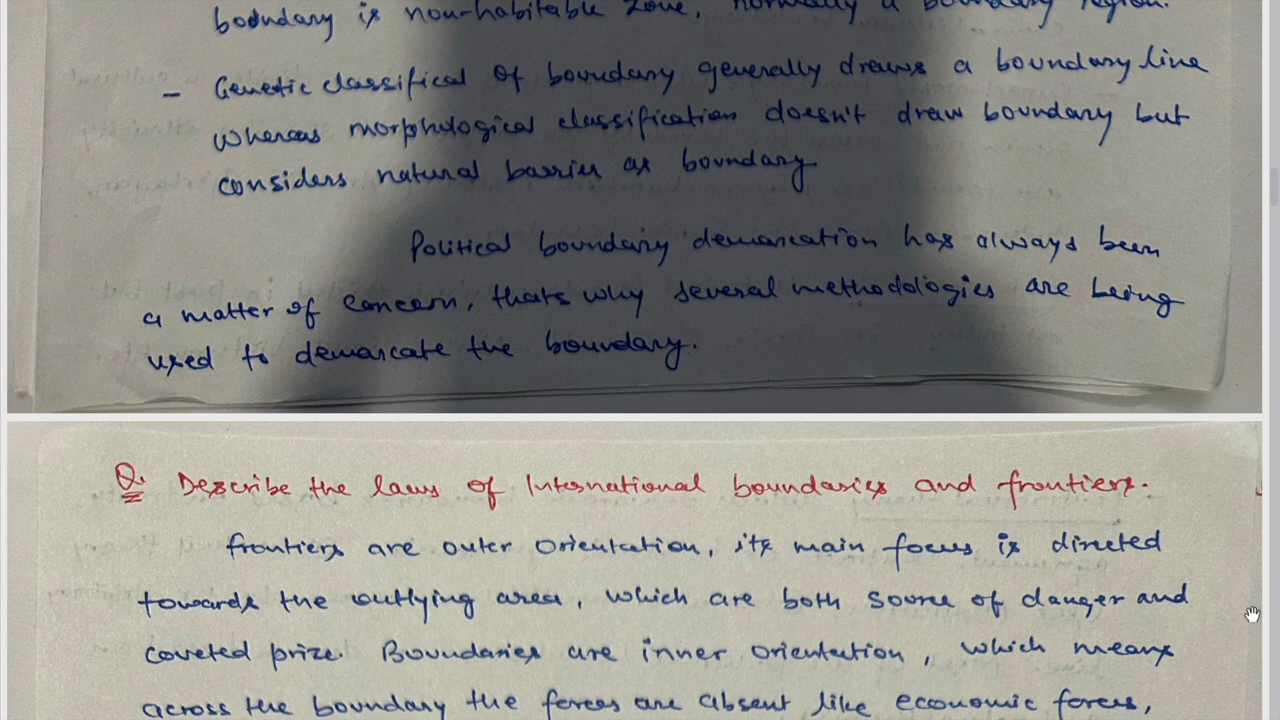 boundary is non-habitable zone, normally a boundary region.
- Genetic classifical of boundary generally draws a boundary line
whereas morphological classification doesn't draw boundary but
considers natural barrier as boundary
Political boundary demarcation has always been
a matter of concern, thats why several methodologies are being
used to demarcate the boundary.
Q. Describe the laws of International boundaries and frontiers.
frontiers are outer orientation, its main focus is directed
towards the outlying area, which are both source of danger and
coveted prize. Boundaries are inner orientation, which means
across the boundary the forces are absent like economic forces,